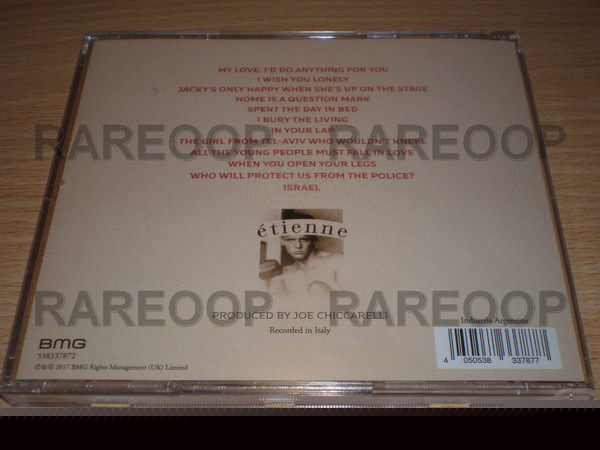 MY LOVE, I'D DO ANYTHING FOR YOU
I WISH YOU LONELY
JACKY'S ONLY HAPPY WHEN SHE'S UP ON THE STAGE
HOME IS A QUESTION MARK
SPENT THE DAY IN BED
I BURY THE LIVING
IN YOUR LAP
RAREOOP RAREOOP
THE GIRL FROM TEL-AVIV WHO WOULDN'T KNEEL
ALL THE YOUNG PEOPLE MUST FALL IN LOVE
WHEN YOU OPEN YOUR LEGS
WHO WILL PROTECT US FROM THE POLICE?
ISRAEL
étienne
RAREOOP RAREOOP
PRODUCED BY JOE CHICCARELLI
Recorded in Italy
Industria Argentina
BMG
538337872
℗&© 2017 BMG Rights Management (UK) Limited
4 050538 337877